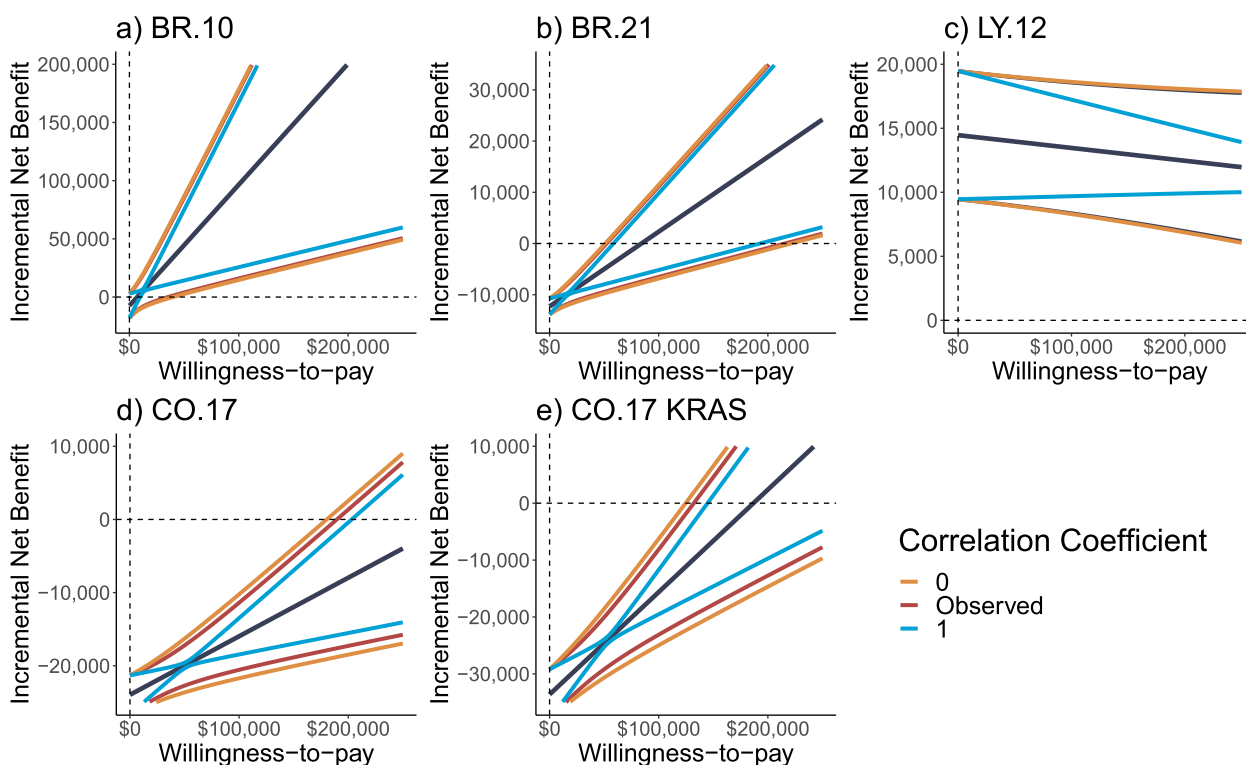 a) BR.10
Incremental Net Benefit
200,000
150,000
100,000
50,000
0
$0 $100,000 $200,000
Willingness−to−pay
b) BR.21
Incremental Net Benefit
30,000
20,000
10,000
0
−10,000
$0 $100,000 $200,000
Willingness−to−pay
c) LY.12
Incremental Net Benefit
20,000
15,000
10,000
5,000
0
$0 $100,000 $200,000
Willingness−to−pay
d) CO.17
Incremental Net Benefit
10,000
0
−10,000
−20,000
$0 $100,000 $200,000
Willingness−to−pay
e) CO.17 KRAS
Incremental Net Benefit
10,000
0
−10,000
−20,000
−30,000
$0 $100,000 $200,000
Willingness−to−pay
Correlation Coefficient
0
Observed
1